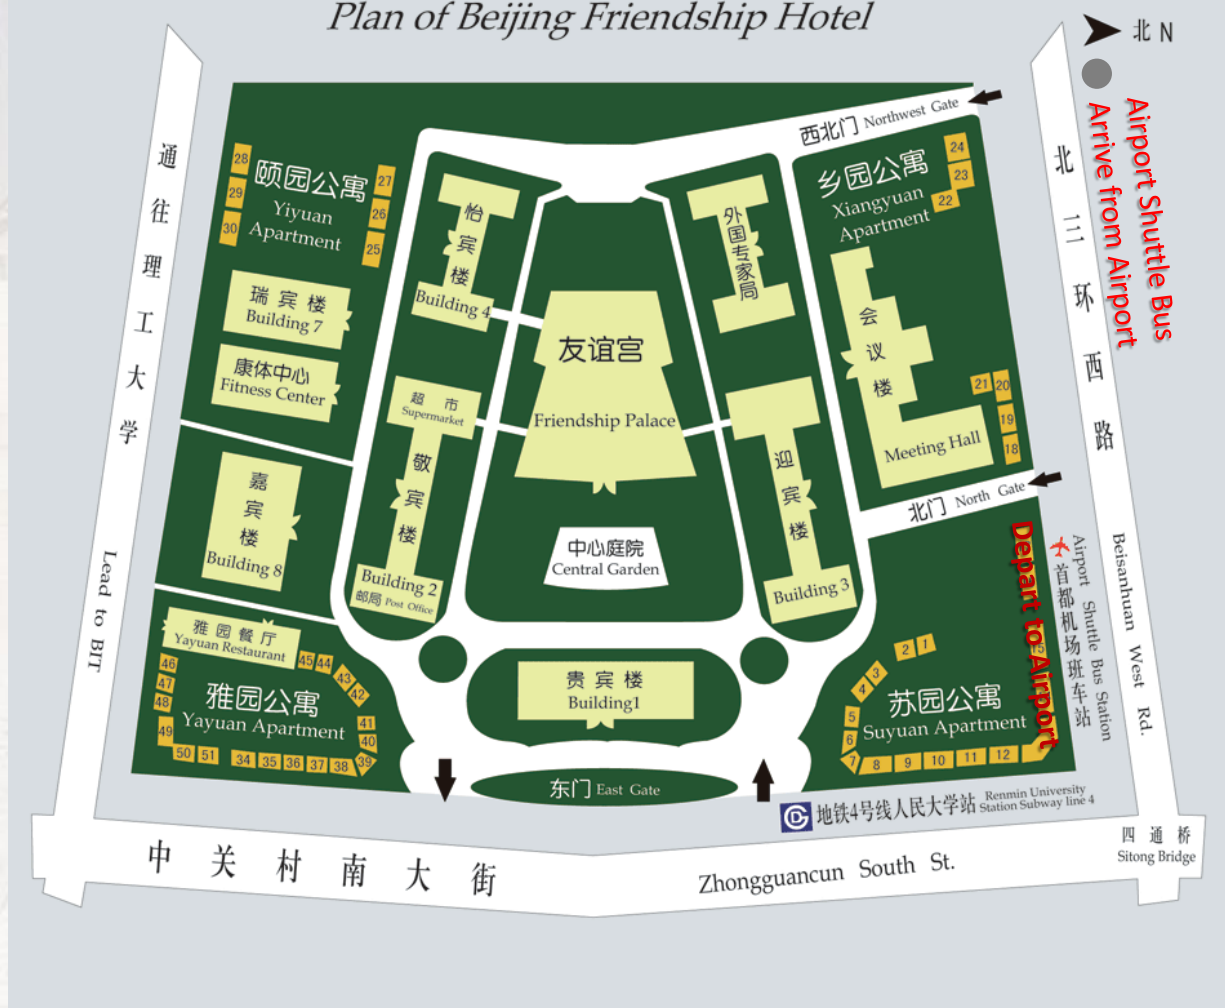 Plan of Beijing Friendship Hotel
北 N
西北门 Northwest Gate
Airport Shuttle Bus
Arrive from Airport
通往理工大学
Lead to BIT
28
29
30
颐园公寓
Yiyuan
Apartment
27
26
25
怡宾楼
Building 4
外国专家局
乡园公寓
Xiangyuan
Apartment
24
23
22
瑞宾楼
Building 7
康体中心
Fitness Center
友谊宫
Friendship Palace
会议楼
Meeting Hall
21
20
19
18
超市
Supermarket
敬宾楼
Building 2
邮局 Post Office
迎宾楼
Building 3
嘉宾楼
Building 8
中心庭院
Central Garden
北门 North Gate
Depart to Airport
首都机场班车站
Airport Shuttle Bus Station
北三环西路
Beisanhuan West Rd.
雅园餐厅
Yayuan Restaurant
45
44
43
42
41
40
39
46
47
48
49
50
51
34
35
36
37
38
雅园公寓
Yayuan Apartment
贵宾楼
Building1
苏园公寓
Suyuan Apartment
1
2
3
4
5
6
7
8
9
10
11
12
东门 East Gate
地铁4号线人民大学站
Renmin University
Station Subway line 4
中关村南大街
Zhongguancun South St.
四通桥
Sitong Bridge